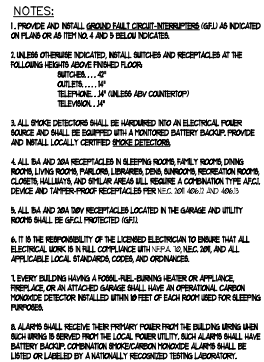 NOTES:
1. PROVIDE AND INSTALL GROUND FAULT CIRCUIT-INTERRUPTERS (G.F.I.) AS INDICATED
ON PLANS OR AS ITEM NO. 4 AND 5 BELOW INDICATES.
2. UNLESS OTHERWISE INDICATED, INSTALL SWITCHES AND RECEPTACLES AT THE
FOLLOWING HEIGHTS ABOVE FINISHED FLOOR:
SWITCHES . . . . 42"
OUTLETS . . . . 14"
TELEPHONE . . 14" (UNLESS ABV COUNTERTOP)
TELEVISION . . 14"
3. ALL SMOKE DETECTORS SHALL BE HARDWIRED INTO AN ELECTRICAL POWER
SOURCE AND SHALL BE EQUIPPED WITH A MONITORED BATTERY BACKUP. PROVIDE
AND INSTALL LOCALLY CERTIFIED SMOKE DETECTORS.
4. ALL 15A AND 20A RECEPTACLES IN SLEEPING ROOMS, FAMILY ROOMS, DINING
ROOMS, LIVING ROOMS, PARLORS, LIBRARIES, DENS, SUNROOMS, RECREATION ROOMS,
CLOSETS, HALLWAYS, AND SIMILAR AREAS WILL REQUIRE A COMBINATION TYPE A.F.C.I.
DEVICE AND TAMPER-PROOF RECEPTACLES PER N.E.C. 2011 406.12 AND 406.13
5. ALL 15A AND 20A 120V RECEPTACLES LOCATED IN THE GARAGE AND UTILITY
ROOMS SHALL BE G.F.C.I. PROTECTED (G.F.I.).
6. IT IS THE RESPONSIBILITY OF THE LICENSED ELECTRICIAN TO ENSURE THAT ALL
ELECTRICAL WORK IS IN FULL COMPLIANCE WITH N.F.P.A. 70, N.E.C. 2011, AND ALL
APPLICABLE LOCAL STANDARDS, CODES, AND ORDINANCES.
7. EVERY BUILDING HAVING A FOSSIL-FUEL-BURNING HEATER OR APPLIANCE,
FIREPLACE, OR AN ATTACHED GARAGE SHALL HAVE AN OPERATIONAL CARBON
MONOXIDE DETECTOR INSTALLED WITHIN 10 FEET OF EACH ROOM USED FOR SLEEPING
PURPOSES.
8. ALARMS SHALL RECEIVE THEIR PRIMARY POWER FROM THE BUILDING WIRING WHEN
SUCH WIRING IS SERVED FROM THE LOCAL POWER UTILITY. SUCH ALARMS SHALL HAVE
BATTERY BACKUP. COMBINATION SMOKE/CARBON MONOXIDE ALARMS SHALL BE
LISTED OR LABELED BY A NATIONALLY RECOGNIZED TESTING LABORATORY.